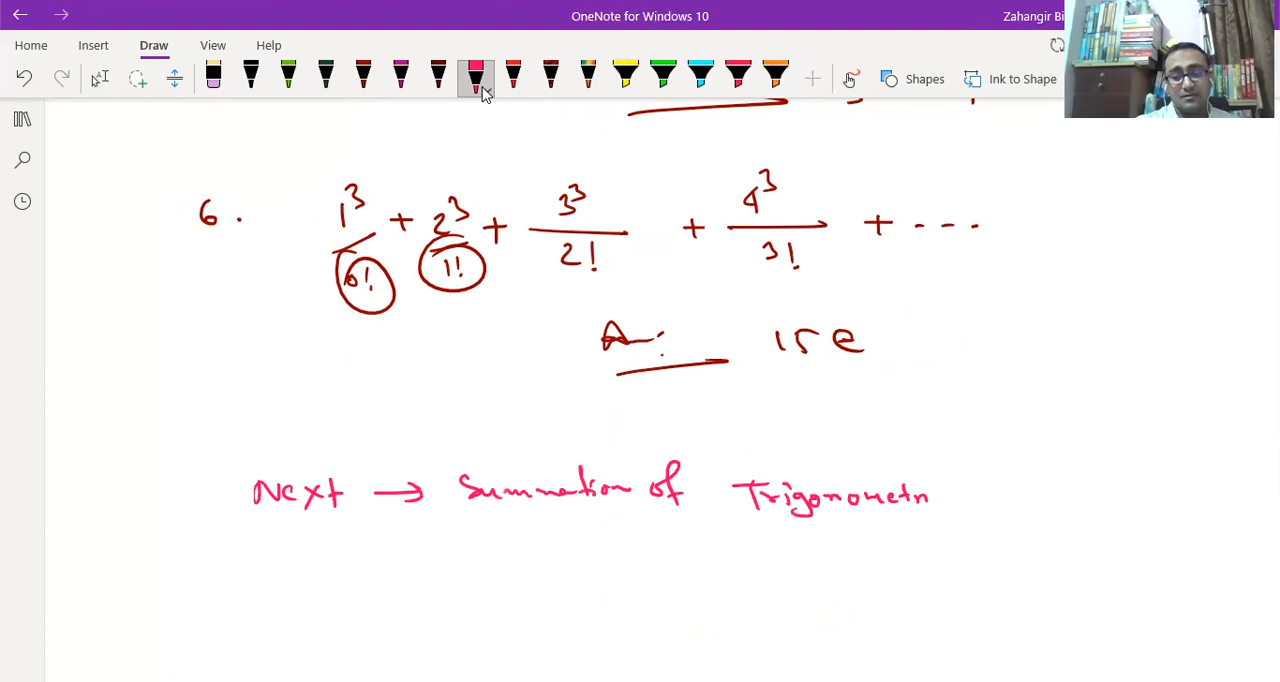 OneNote for Windows 10
Zahangir Bi
Home Insert Draw View Help
Shapes Ink to Shape
6. 1³/0! + 2³/1! + 3³/2! + 4³/3! + ...
A: 15 e
Next → Summation of Trigonometr